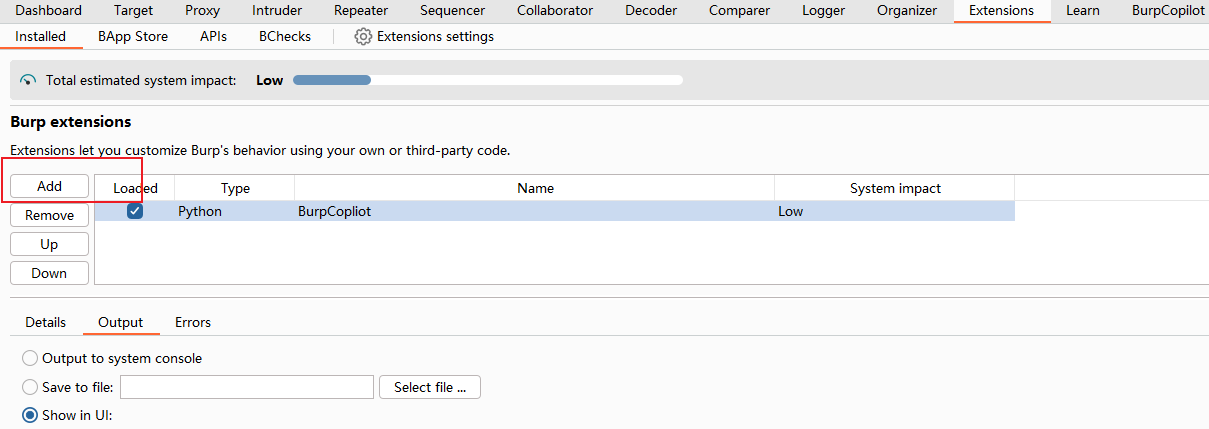 Dashboard Target Proxy Intruder Repeater Sequencer Collaborator Decoder Comparer Logger Organizer Extensions Learn BurpCopilot
Installed BApp Store APIs BChecks Extensions settings
Total estimated system impact: Low
Burp extensions
Extensions let you customize Burp's behavior using your own or third-party code.
Add Loaded Type Name System impact
Remove Python BurpCopliot Low
Up
Down
Details Output Errors
Output to system console
Save to file: Select file ...
Show in UI: